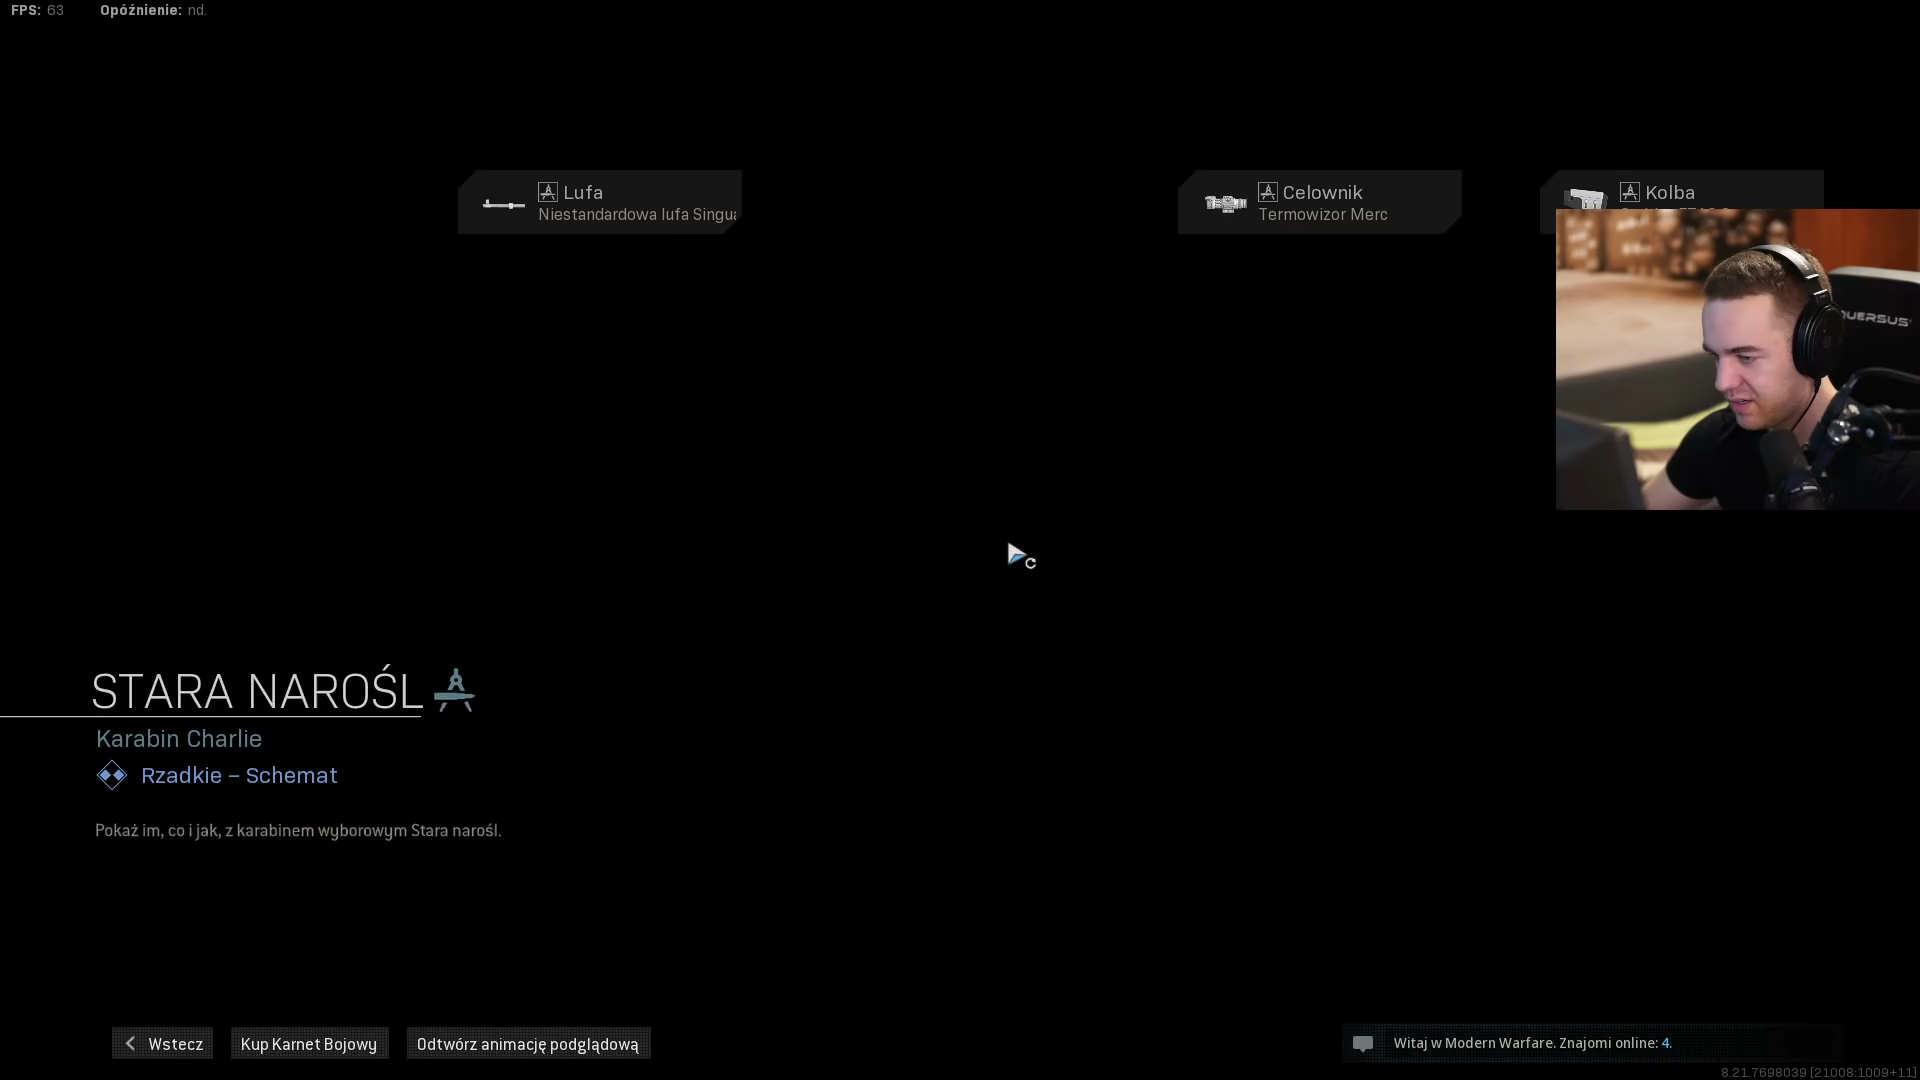 FPS: 63 Opóźnienie: nd.
Lufa
Niestandardowa lufa
Celownik
Termowizor Merc
Kolba
STARA NAROŚL
Karabin Charlie
Rzadkie – Schemat
Pokaż im, co i jak, z karabinem wyborowym Stara narośl.
Wstecz
Kup Karnet Bojowy
Odtwórz animację podglądową
Witaj w Modern Warfare. Znajomi online: 4.
8.21.7698039 [21008:1009+11]